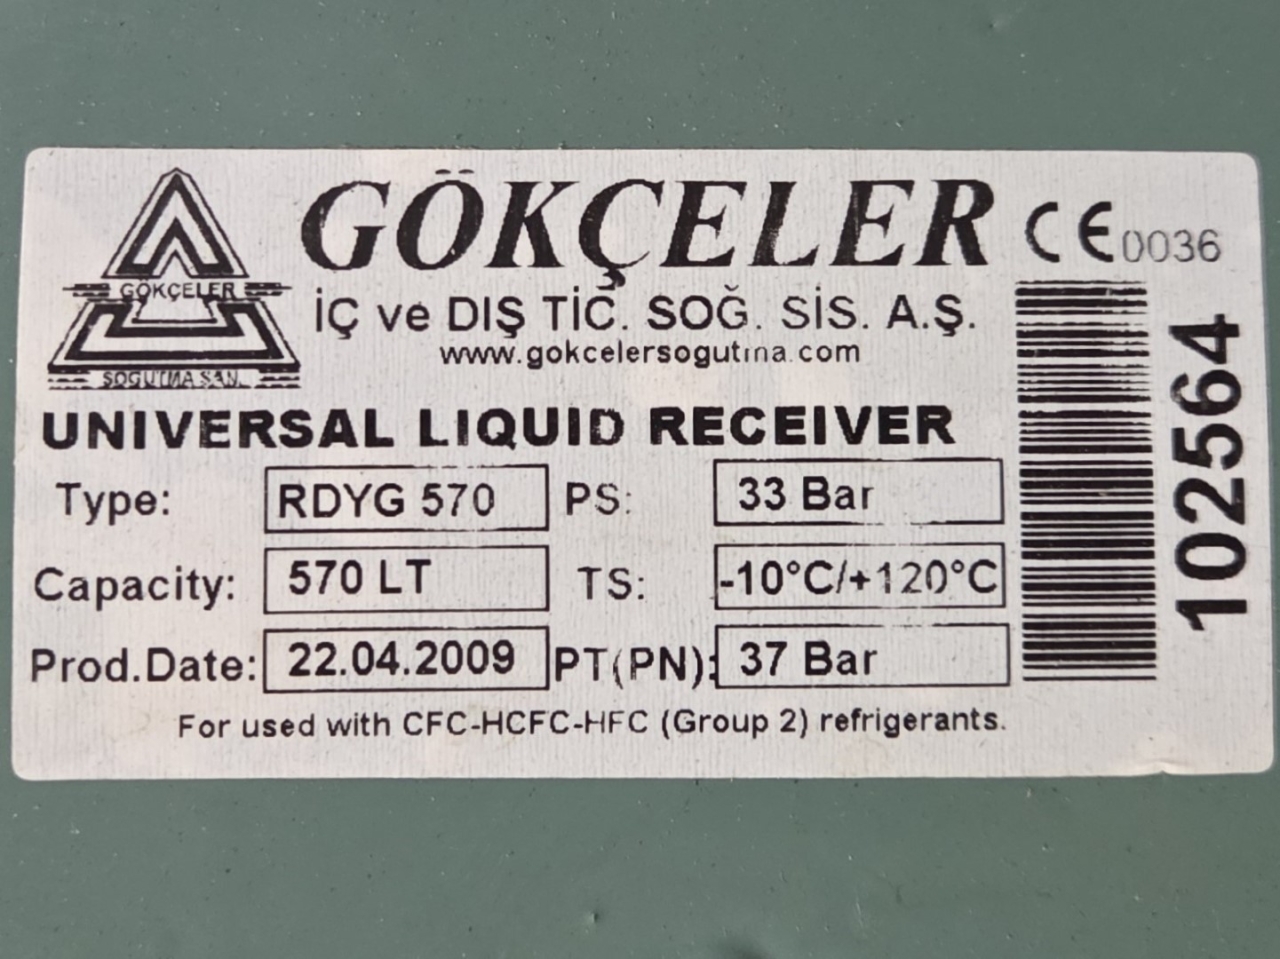 GÖKÇELER
SOĞUTMA SAN.
GÖKÇELER
İÇ ve DIŞ TİC. SOĞ. SİS. A.Ş.
www.gokcelersogutma.com
CE 0036
UNIVERSAL LIQUID RECEIVER
Type: RDYG 570 PS: 33 Bar
Capacity: 570 LT TS: -10°C/+120°C
Prod.Date: 22.04.2009 PT(PN): 37 Bar
For used with CFC-HCFC-HFC (Group 2) refrigerants.
102564